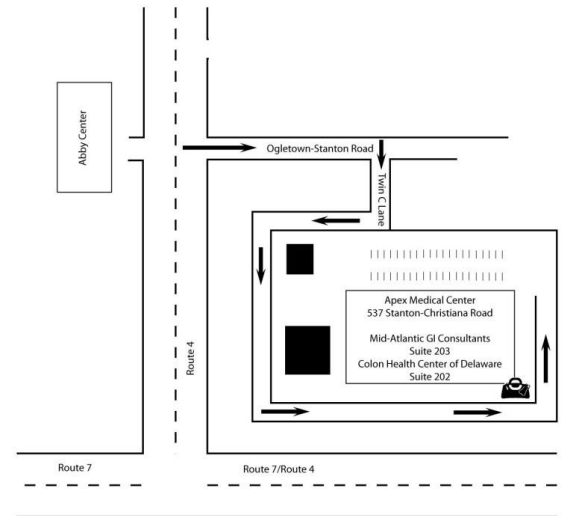 Abby Center
Ogletown-Stanton Road
Twin C Lane
Apex Medical Center
537 Stanton-Christiana Road
Mid-Atlantic GI Consultants
Suite 203
Colon Health Center of Delaware
Suite 202
Route 4
Route 7
Route 7/Route 4